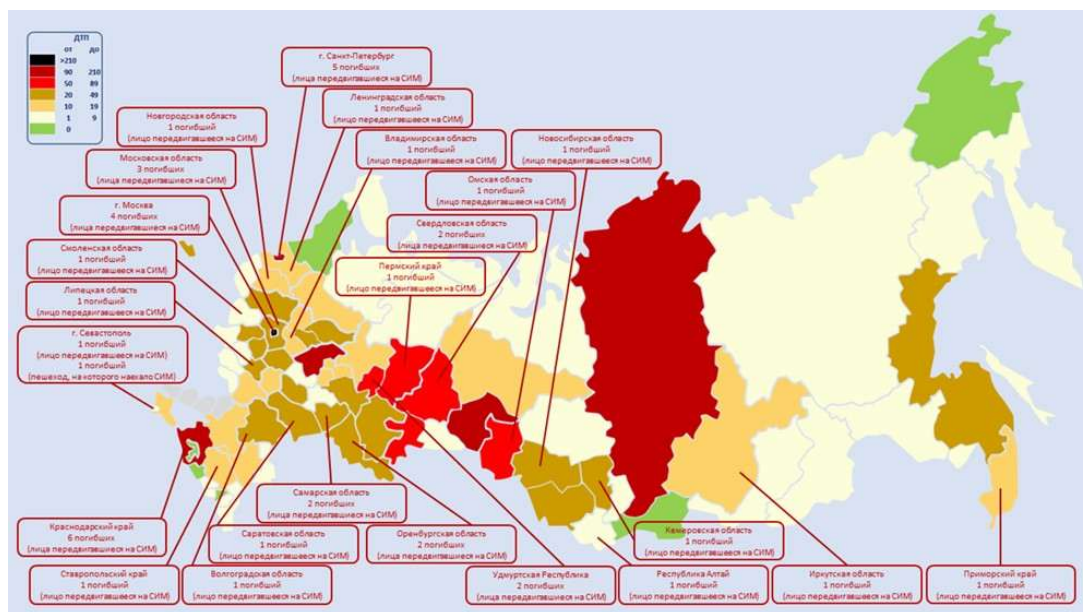 ДТП
от до
>210
90 210
50 89
20 49
10 19
1 9
0
г. Санкт-Петербург
5 погибших
(лица передвигавшиеся на СИМ)
Ленинградская область
1 погибший
(лицо передвигавшееся на СИМ)
Новгородская область
1 погибший
(лицо передвигавшееся на СИМ)
Владимирская область
1 погибший
(лицо передвигавшееся на СИМ)
Новосибирская область
1 погибший
(лицо передвигавшееся на СИМ)
Московская область
3 погибших
(лица передвигавшиеся на СИМ)
Омская область
1 погибший
(лицо передвигавшееся на СИМ)
г. Москва
4 погибших
(лица передвигавшиеся на СИМ)
Свердловская область
2 погибших
(лица передвигавшиеся на СИМ)
Смоленская область
1 погибший
(лицо передвигавшееся на СИМ)
Пермский край
1 погибший
(лицо передвигавшееся на СИМ)
Липецкая область
1 погибший
(лицо передвигавшееся на СИМ)
г. Севастополь
1 погибший
(лицо передвигавшееся на СИМ)
1 погибший
(пешеход, на которого наехало СИМ)
Самарская область
2 погибших
(лица передвигавшиеся на СИМ)
Краснодарский край
6 погибших
(лица передвигавшиеся на СИМ)
Саратовская область
1 погибший
(лицо передвигавшееся на СИМ)
Оренбургская область
2 погибших
(лица передвигавшиеся на СИМ)
Кемеровская область
1 погибший
(лицо передвигавшееся на СИМ)
Ставропольский край
1 погибший
(лицо передвигавшееся на СИМ)
Волгоградская область
1 погибший
(лицо передвигавшееся на СИМ)
Удмуртская Республика
2 погибших
(лица передвигавшиеся на СИМ)
Республика Алтай
1 погибший
(лицо передвигавшееся на СИМ)
Иркутская область
1 погибший
(лицо передвигавшееся на СИМ)
Приморский край
1 погибший
(лицо передвигавшееся на СИМ)